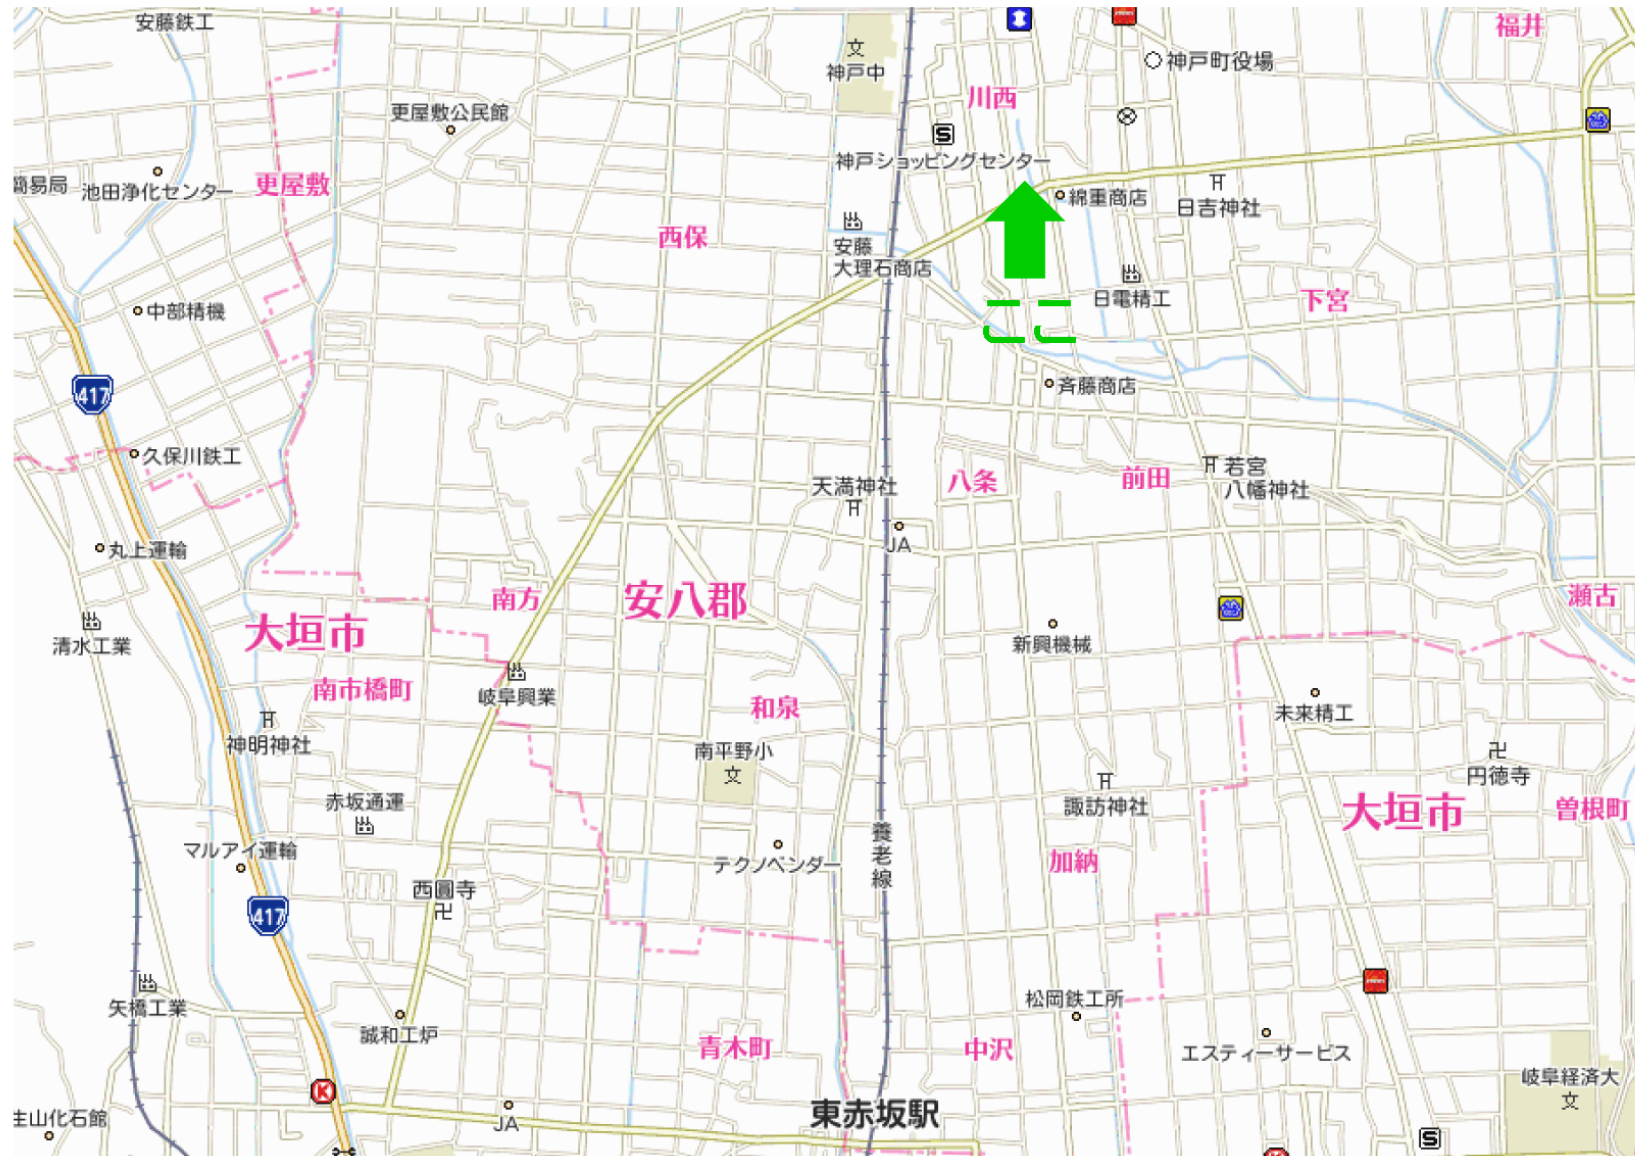 安藤鉄工
福井
神戸中
神戸町役場
川西
更屋敷公民館
S
神戸ショッピングセンター
簡易局
池田浄化センター
更屋敷
綿重商店
日吉神社
西保
安藤
大理石商店
日電精工
下宮
中部精機
417
斉藤商店
久保川鉄工
天満神社
八条
前田
若宮
八幡神社
丸上運輸
JA
南方
安八郡
瀬古
清水工業
大垣市
新興機械
南市橋町
岐阜興業
和泉
未来精工
神明神社
南平野小
文
円徳寺
赤坂通運
諏訪神社
大垣市
曽根町
養老線
マルアイ運輸
テクノベンダー
加納
西圓寺
417
矢橋工業
松岡鉄工所
誠和工炉
青木町
中沢
エスティーサービス
岐阜経済大
文
K
生山化石館
JA
東赤坂駅
S